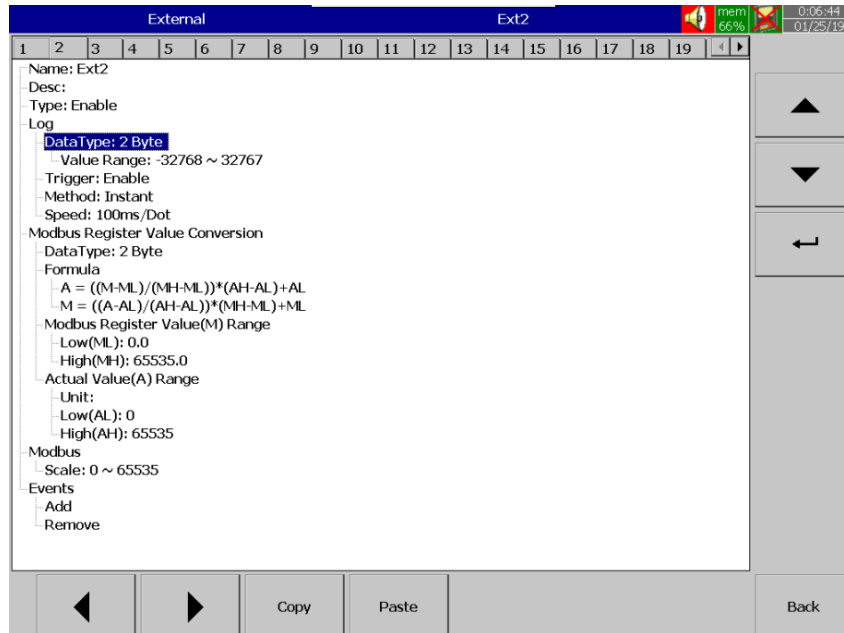 External
Ext2
mem
66%
0:06:44
01/25/19
1 2 3 4 5 6 7 8 9 10 11 12 13 14 15 16 17 18 19
Name: Ext2
Desc:
Type: Enable
Log
DataType: 2 Byte
Value Range: -32768 ~ 32767
Trigger: Enable
Method: Instant
Speed: 100ms/Dot
Modbus Register Value Conversion
DataType: 2 Byte
Formula
A = ((M-ML)/(MH-ML))*(AH-AL)+AL
M = ((A-AL)/(AH-AL))*(MH-ML)+ML
Modbus Register Value(M) Range
Low(ML): 0.0
High(MH): 65535.0
Actual Value(A) Range
Unit:
Low(AL): 0
High(AH): 65535
Modbus
Scale: 0 ~ 65535
Events
Add
Remove
Copy
Paste
Back